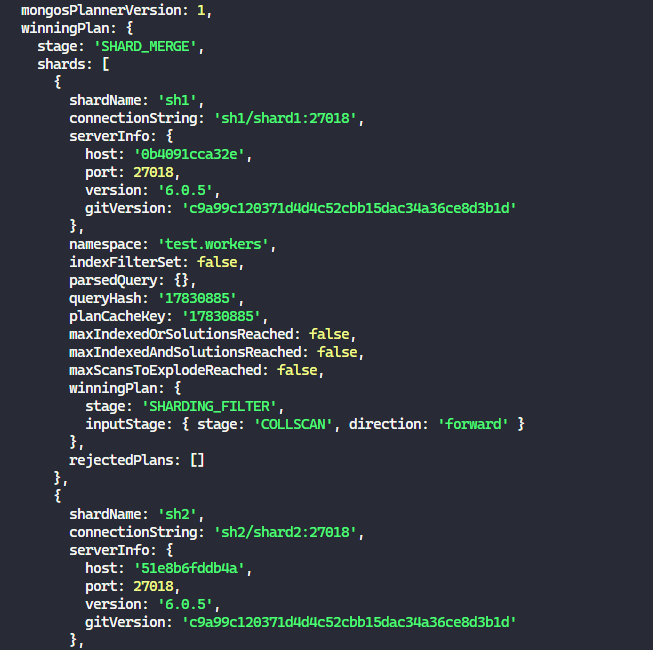 mongosPlannerVersion: 1,
winningPlan: {
stage: 'SHARD_MERGE',
shards: [
{
shardName: 'sh1',
connectionString: 'sh1/shard1:27018',
serverInfo: {
host: '0b4091cca32e',
port: 27018,
version: '6.0.5',
gitVersion: 'c9a99c120371d4d4c52cbb15dac34a36ce8d3b1d'
},
namespace: 'test.workers',
indexFilterSet: false,
parsedQuery: {},
queryHash: '17830885',
planCacheKey: '17830885',
maxIndexedOrSolutionsReached: false,
maxIndexedAndSolutionsReached: false,
maxScansToExplodeReached: false,
winningPlan: {
stage: 'SHARDING_FILTER',
inputStage: { stage: 'COLLSCAN', direction: 'forward' }
},
rejectedPlans: []
},
{
shardName: 'sh2',
connectionString: 'sh2/shard2:27018',
serverInfo: {
host: '51e8b6fddb4a',
port: 27018,
version: '6.0.5',
gitVersion: 'c9a99c120371d4d4c52cbb15dac34a36ce8d3b1d'
},